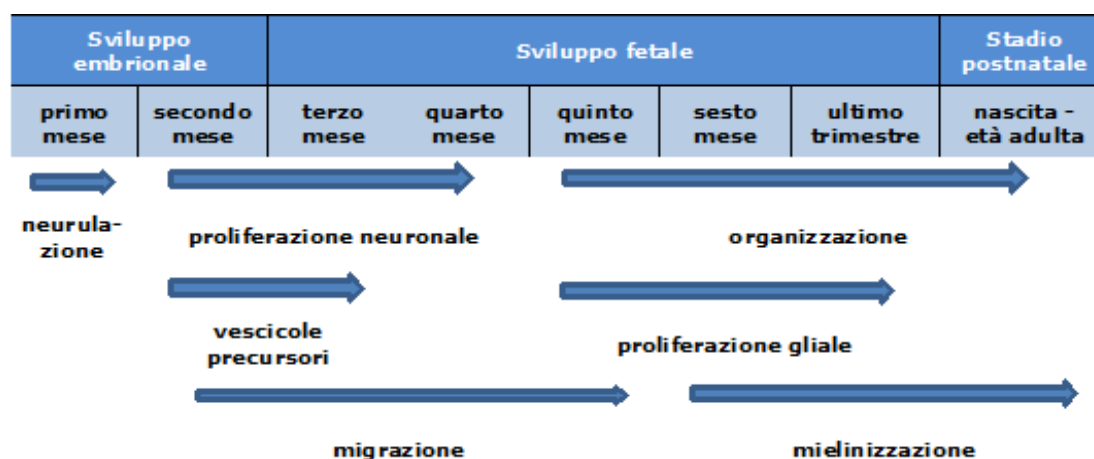 Sviluppo
embrionale
Sviluppo fetale
Stadio
postnatale
primo
mese
secondo
mese
terzo
mese
quarto
mese
quinto
mese
sesto
mese
ultimo
trimestre
nascita -
età adulta
neurula-
zione
proliferazione neuronale
organizzazione
vescicole
precursori
proliferazione gliale
migrazione
mielinizzazione